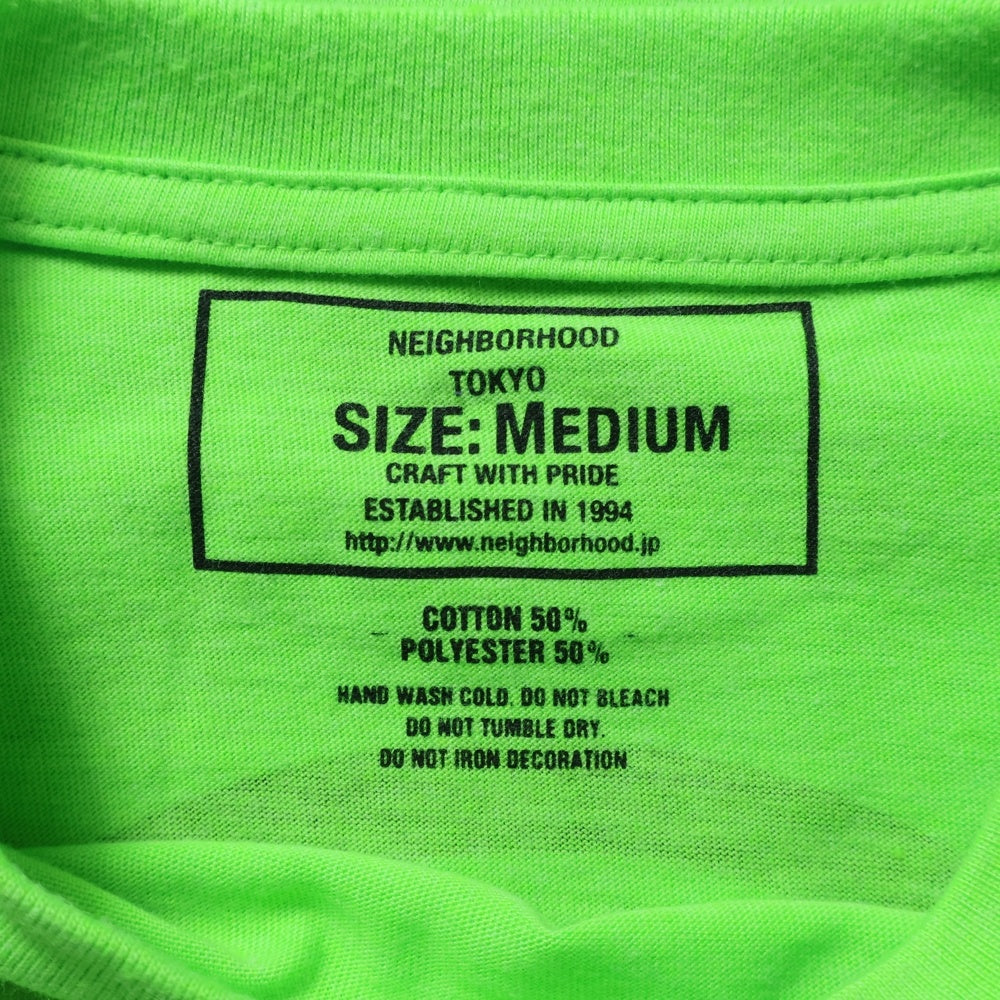 NEIGHBORHOOD
TOKYO
SIZE: MEDIUM
CRAFT WITH PRIDE
ESTABLISHED IN 1994
http://www.neighborhood.jp
COTTON 50%
POLYESTER 50%
HAND WASH COLD. DO NOT BLEACH
DO NOT TUMBLE DRY.
DO NOT IRON DECORATION